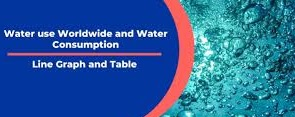 Water use Worldwide and Water
Consumption
Line Graph and Table